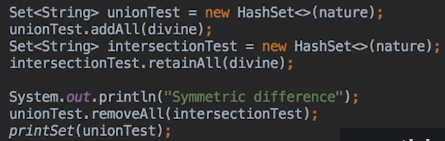 Set<String> unionTest = new HashSet<>(nature);
unionTest.addAll(divine);
Set<String> intersectionTest = new HashSet<>(nature);
intersectionTest.retainAll(divine);
System.out.println("Symmetric difference");
unionTest.removeAll(intersectionTest);
printSet(unionTest);